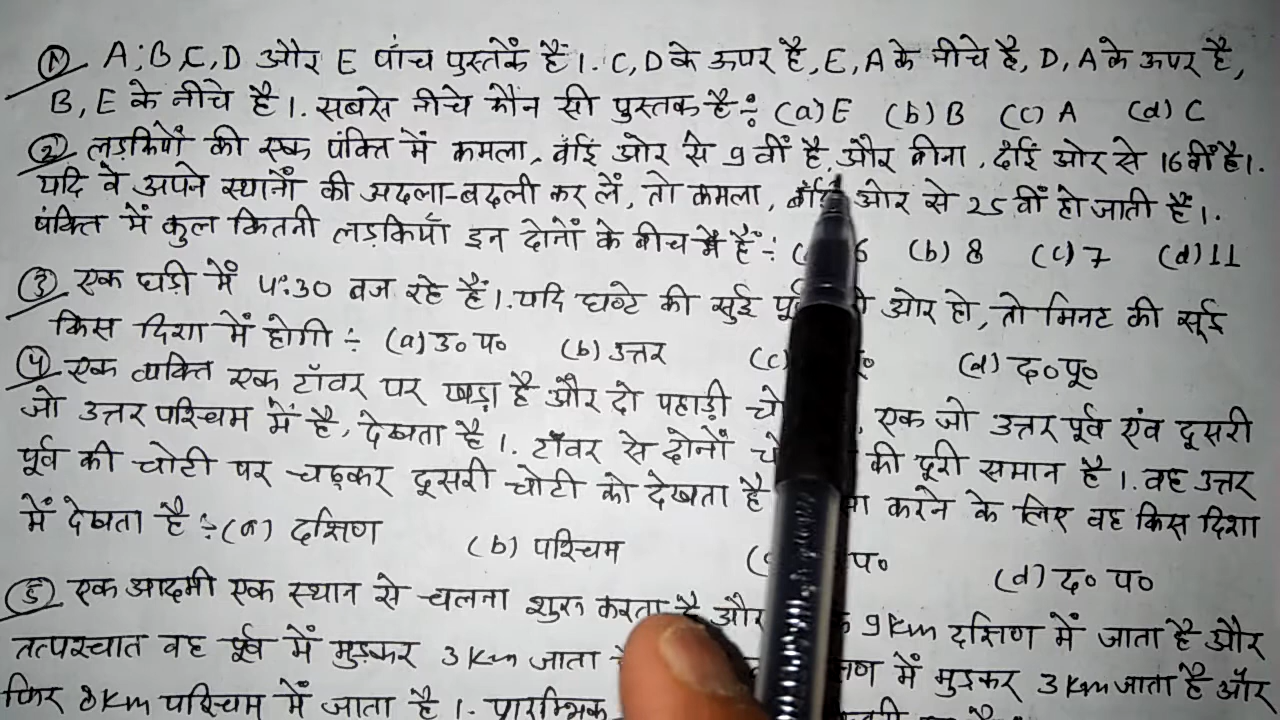 ① A, B, C, D और E पांच पुस्तकें हैं।. C, D के ऊपर है, E, A के नीचे है, D, A के ऊपर है,
B, E के नीचे है।. सबसे नीचे कौन सी पुस्तक है ÷ (a) E (b) B (c) A (d) C
② लड़कियों की एक पंक्ति में कमला, बांई ओर से 9 वीं है, और वीना, दांई ओर से 16 वीं है।.
यदि वे अपने स्थानों की अदला-बदली कर लें, तो कमला, ओर से 25 वीं हो जाती हैं।.
पंक्ति में कुल कितनी लड़कियाँ इन दोनों के बीच में हैं ÷ 6 (b) 8 (c) 7 (d) 11
③ एक घड़ी में 4:30 बज रहे हैं।. यदि घण्टे की सुई ओर हो, तो मिनट की सूई
किस दिशा में होगी ÷ (a) उ० प० (b) उत्तर (c) (d) द० पू०
④ एक व्यक्ति एक टॉवर पर खड़ा है और दो पहाड़ी एक जो उत्तर पूर्व एंव दूसरी
जो उत्तर पश्चिम में है, देखता है।. टॉवर से दोनों की दूरी समान है।. वह उत्तर
पूर्व की चोटी पर चढ़कर दूसरी चोटी को देखता है करने के लिए वह किस दिशा
में देखता है ÷ (a) दक्षिण (b) पश्चिम प० (d) द० प०
⑤ एक आदमी एक स्थान से चलना शुरु करता है और 9 Km दक्षिण में जाता है और
तत्पश्चात वह पूर्व में मुड़कर 3 Km जाता में मुड़कर 3 Km जाता है और
फिर 8 Km पश्चिम में जाता है।. प्रारम्भिक